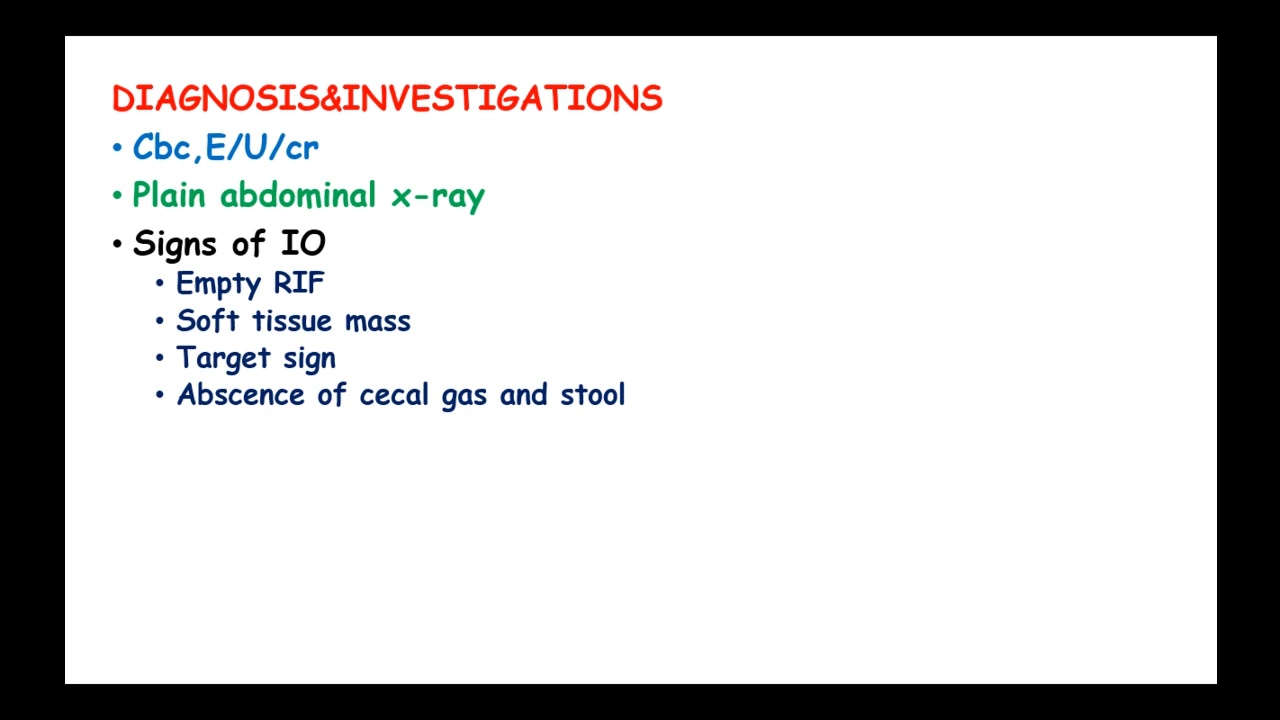 DIAGNOSIS&INVESTIGATIONS
• Cbc,E/U/cr
• Plain abdominal x-ray
• Signs of IO
• Empty RIF
• Soft tissue mass
• Target sign
• Abscence of cecal gas and stool